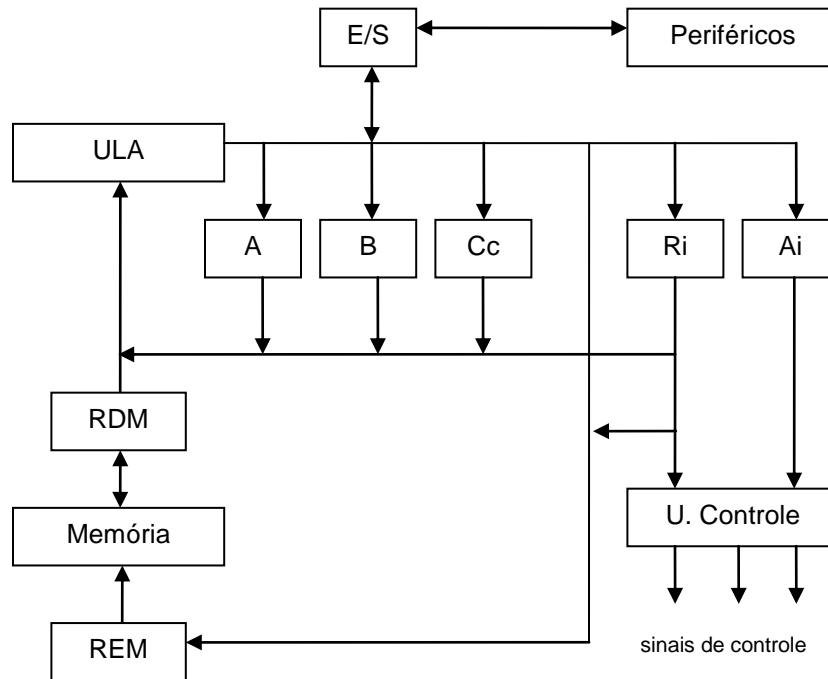 E/S
Periféricos
ULA
A
B
Cc
Ri
Ai
RDM
Memória
U. Controle
REM
sinais de controle